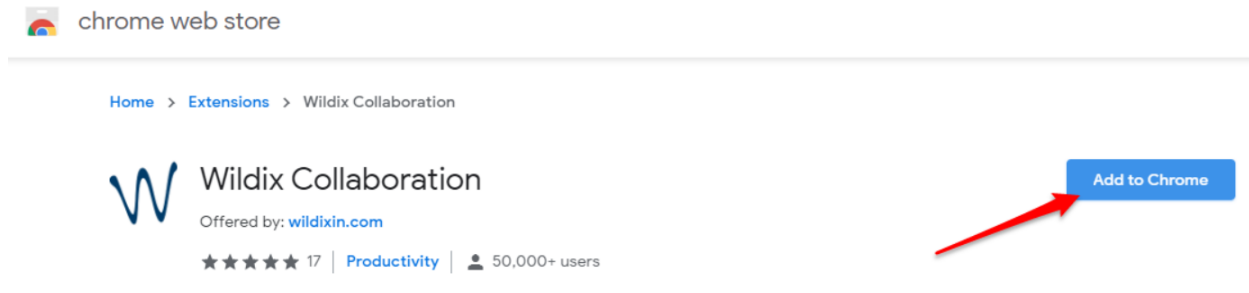 chrome web store
Home > Extensions > Wildix Collaboration
Wildix Collaboration
Add to Chrome
Offered by: wildixin.com
★★★★★ 17 | Productivity | 50,000+ users